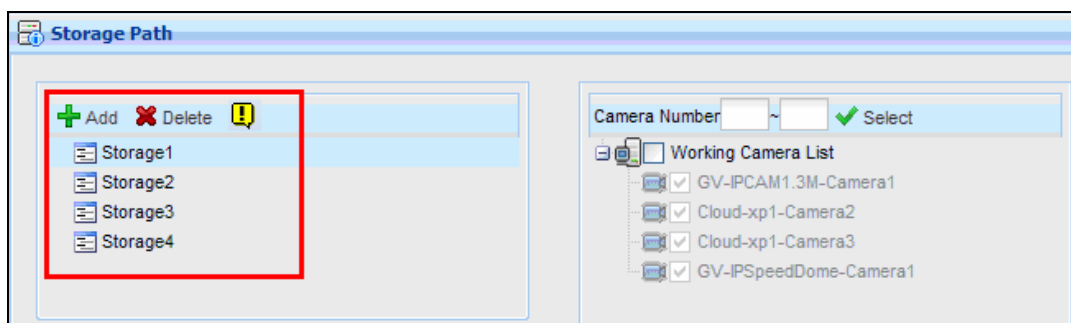 Storage Path
Add Delete
Storage1
Storage2
Storage3
Storage4
Camera Number ~ Select
Working Camera List
GV-IPCAM1.3M-Camera1
Cloud-xp1-Camera2
Cloud-xp1-Camera3
GV-IPSpeedDome-Camera1